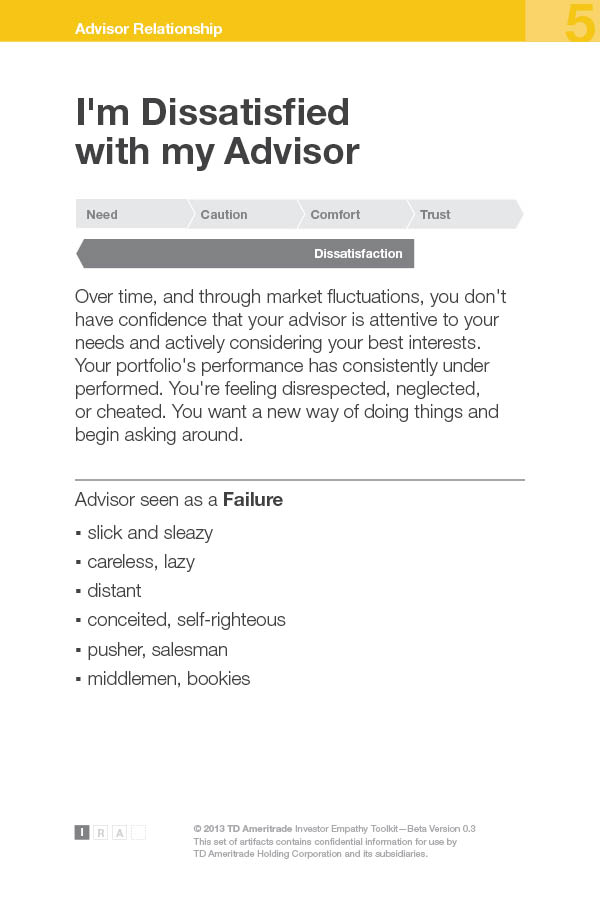 Advisor Relationship
5
I'm Dissatisfied
with my Advisor
Need Caution Comfort Trust
Dissatisfaction
Over time, and through market fluctuations, you don't
have confidence that your advisor is attentive to your
needs and actively considering your best interests.
Your portfolio's performance has consistently under
performed. You're feeling disrespected, neglected,
or cheated. You want a new way of doing things and
begin asking around.
Advisor seen as a Failure
▪ slick and sleazy
▪ careless, lazy
▪ distant
▪ conceited, self-righteous
▪ pusher, salesman
▪ middlemen, bookies
I R A
© 2013 TD Ameritrade Investor Empathy Toolkit—Beta Version 0.3
This set of artifacts contains confidential information for use by
TD Ameritrade Holding Corporation and its subsidiaries.